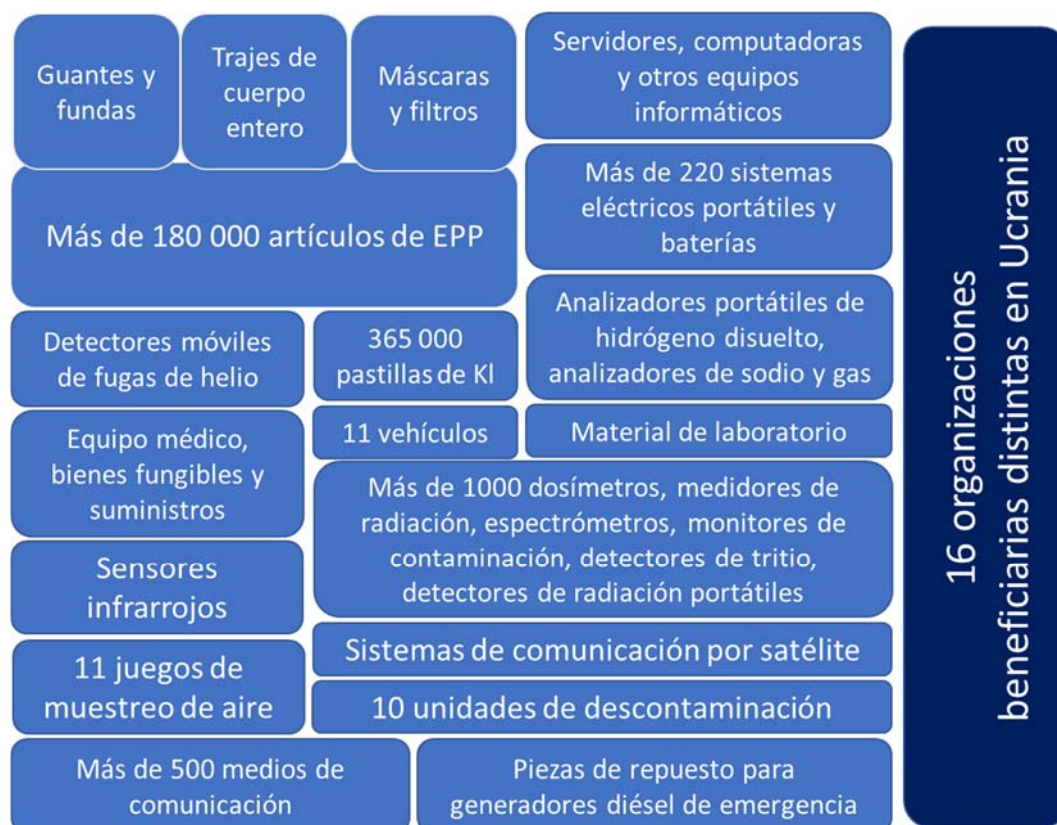 Guantes y
fundas
Trajes de
cuerpo
entero
Máscaras
y filtros
Servidores, computadoras
y otros equipos
informáticos
Más de 180 000 artículos de EPP
Más de 220 sistemas
eléctricos portátiles y
baterías
Detectores móviles
de fugas de helio
365 000
pastillas de Kl
Analizadores portátiles de
hidrógeno disuelto,
analizadores de sodio y gas
Equipo médico,
bienes fungibles y
suministros
11 vehículos
Material de laboratorio
Más de 1000 dosímetros, medidores de
radiación, espectrómetros, monitores de
contaminación, detectores de tritio,
detectores de radiación portátiles
Sensores
infrarrojos
Sistemas de comunicación por satélite
11 juegos de
muestreo de aire
10 unidades de descontaminación
Más de 500 medios de
comunicación
Piezas de repuesto para
generadores diésel de emergencia
16 organizaciones
beneficiarias distintas en Ucrania